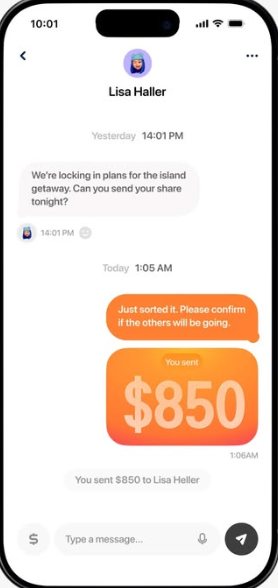 10:01
Lisa Haller
Yesterday 14:01 PM
We're locking in plans for the island
getaway. Can you send your share
tonight?
14:01 PM
Today 1:05 AM
Just sorted it. Please confirm
if the others will be going.
You sent
$850
1:06AM
You sent $850 to Lisa Heller
$
Type a message...